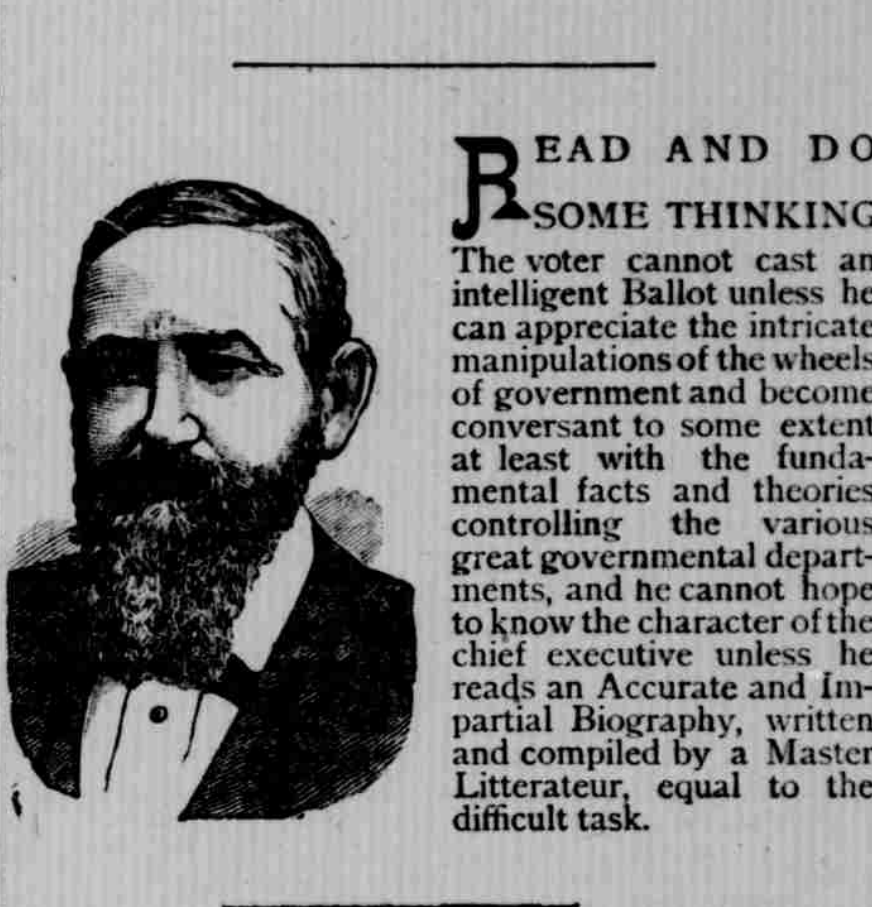 READ AND DO
SOME THINKING
The voter cannot cast an
intelligent Ballot unless he
can appreciate the intricate
manipulations of the wheels
of government and become
conversant to some extent
at least with the funda-
mental facts and theories
controlling the various
great governmental depart-
ments, and he cannot hope
to know the character of the
chief executive unless he
reads an Accurate and Im-
partial Biography, written
and compiled by a Master
Litterateur, equal to the
difficult task.